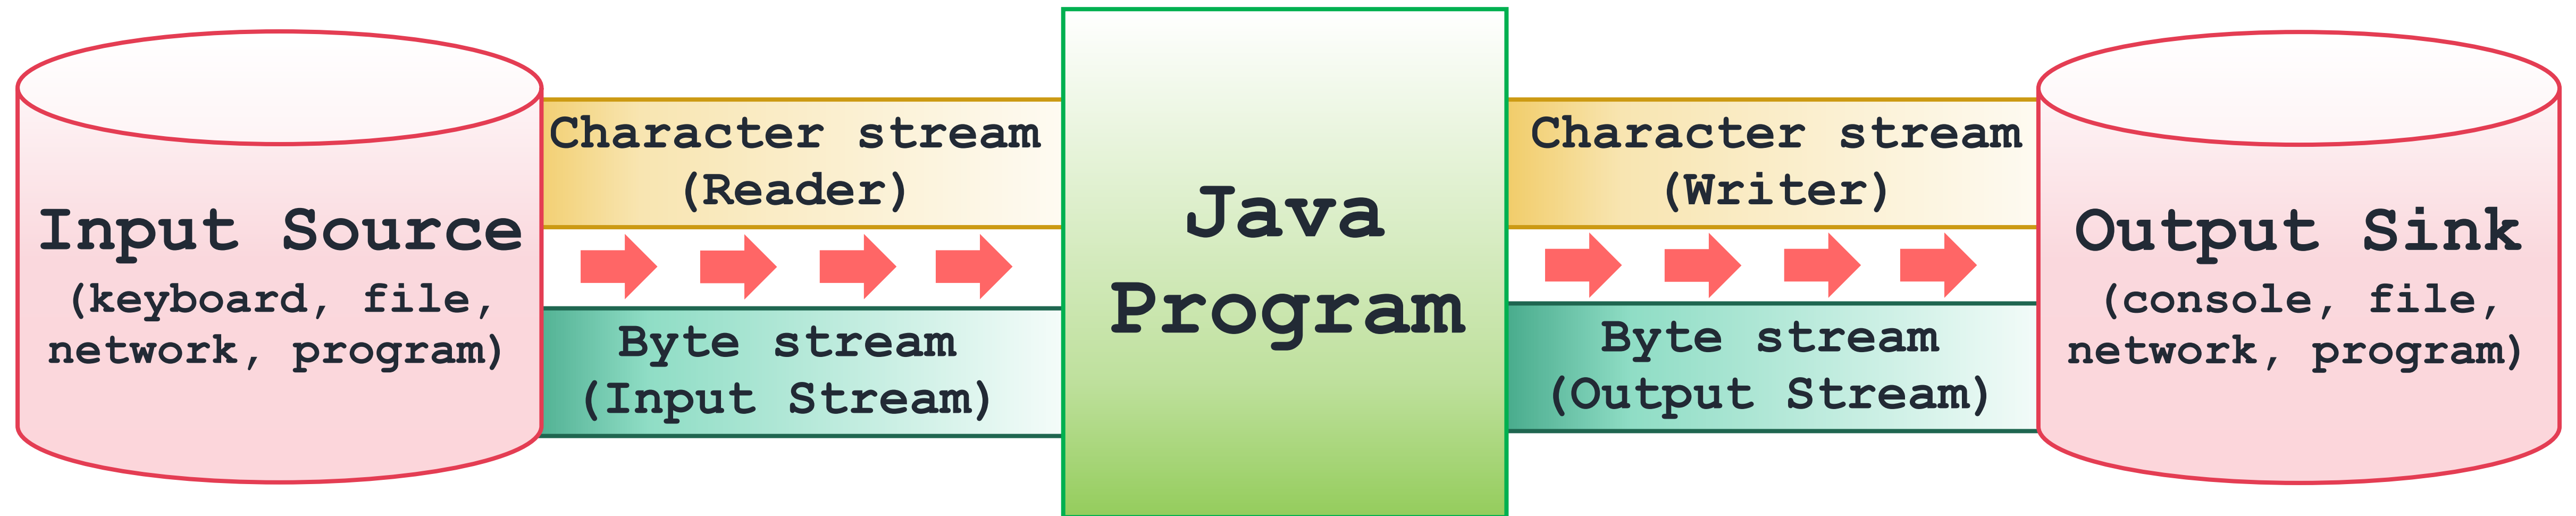 Input Source
(keyboard, file,
network, program)
Character stream
(Reader)
Byte stream
(Input Stream)
Java
Program
Character stream
(Writer)
Byte stream
(Output Stream)
Output Sink
(console, file,
network, program)